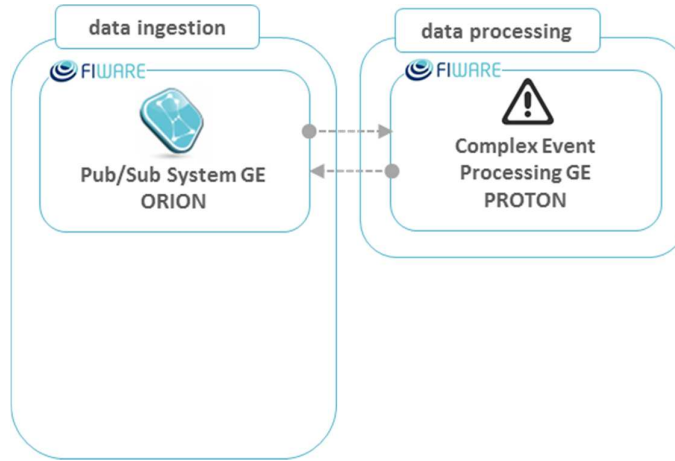 data ingestion
data processing
FIWARE
FIWARE
Pub/Sub System GE
ORION
Complex Event
Processing GE
PROTON